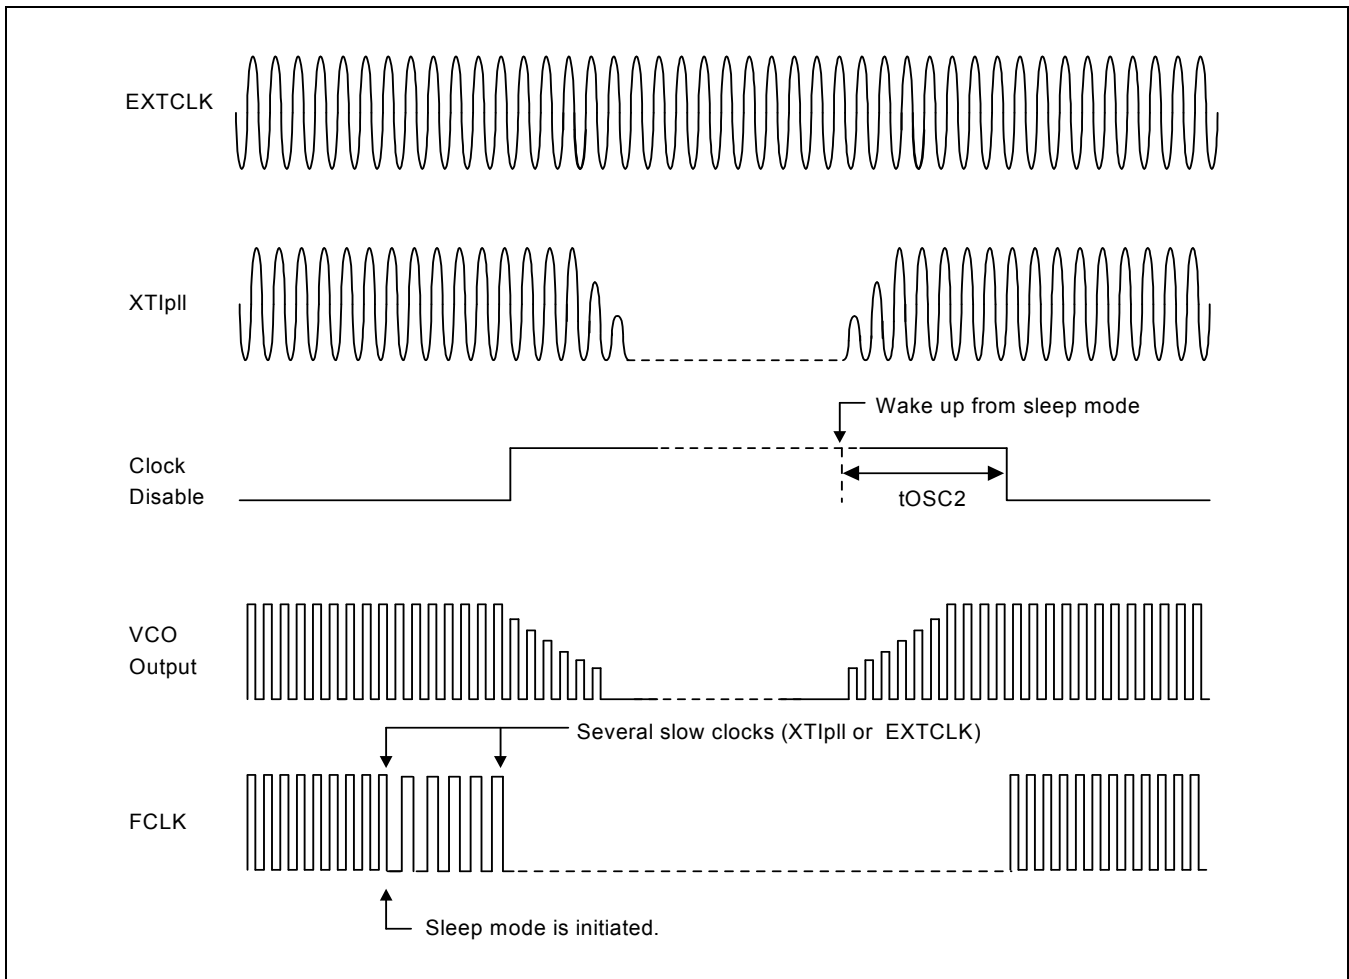 EXTCLK
XTIpll
Wake up from sleep mode
Clock
Disable
tOSC2
VCO
Output
Several slow clocks (XTIpll or EXTCLK)
FCLK
Sleep mode is initiated.